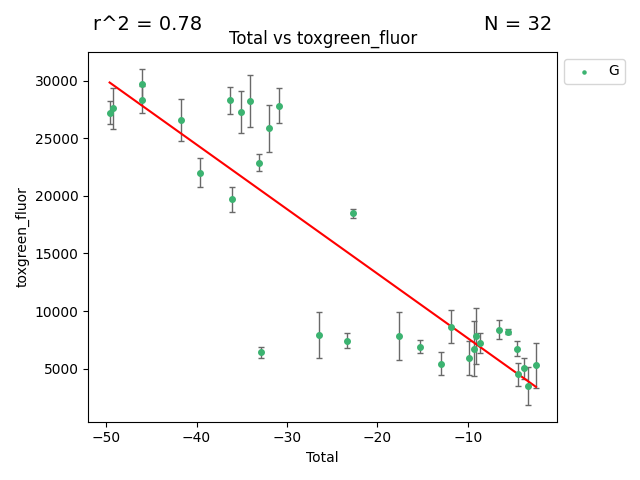 r^2 = 0.78
N = 32
Total vs toxgreen_fluor
G
30000
25000
20000
15000
10000
5000
toxgreen_fluor
−50
−40
−30
−20
−10
Total